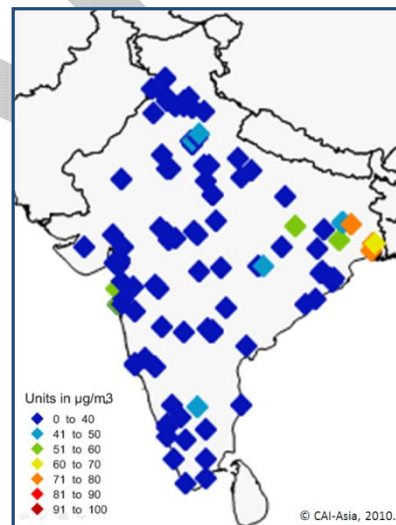 Units in µg/m3
0 to 40
41 to 50
51 to 60
60 to 70
71 to 80
81 to 90
91 to 100
© CAI-Asia, 2010.